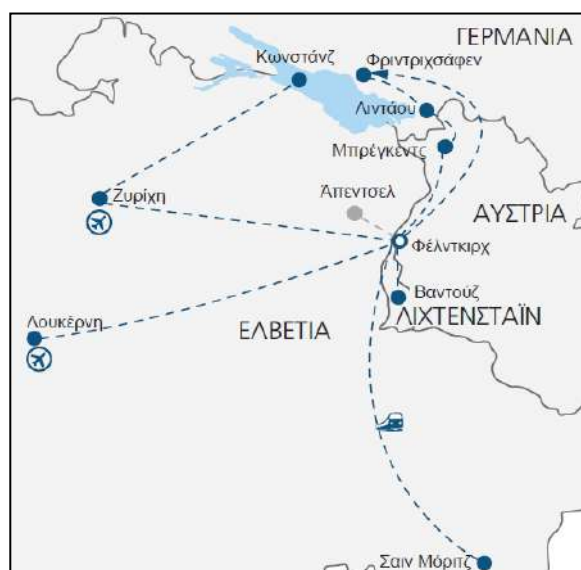 ΓΕΡΜΑΝΙΑ
Κωνστάνζ
Φριντριχσάφεν
Λιντάου
Μπρέγκεντς
Ζυρίχη
Άπεντσελ
ΑΥΣΤΡΙΑ
Φέλντκιρχ
Βαντούζ
Λουκέρνη
ΕΛΒΕΤΙΑ
ΛΙΧΤΕΝΣΤΑΪΝ
Σαιν Μόριτζ